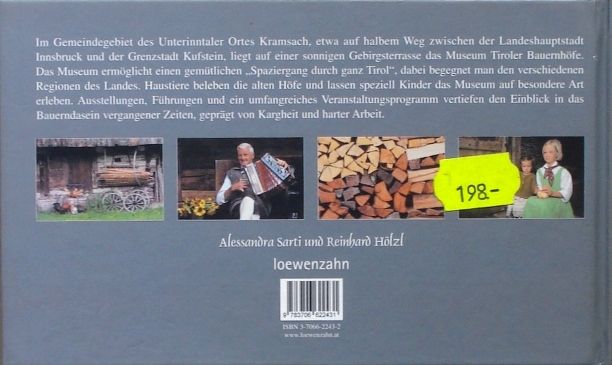 Im Gemeindegebiet des Unterinntaler Ortes Kramsach, etwa auf halbem Weg zwischen der Landeshauptstadt
Innsbruck und der Grenzstadt Kufstein, liegt auf einer sonnigen Gebirgsterrasse das Museum Tiroler Bauernhöfe.
Das Museum ermöglicht einen gemütlichen „Spaziergang durch ganz Tirol“, dabei begegnet man den verschiedenen
Regionen des Landes. Haustiere beleben die alten Höfe und lassen speziell Kinder das Museum auf besondere Art
erleben. Ausstellungen, Führungen und ein umfangreiches Veranstaltungsprogramm vertiefen den Einblick in das
Bauerndasein vergangener Zeiten, geprägt von Kargheit und harter Arbeit.
198.-
Alessandra Sarti und Reinhard Hölzl
loewenzahn
9 783706 622431
ISBN 3-7066-2243-2
www.loewenzahn.at